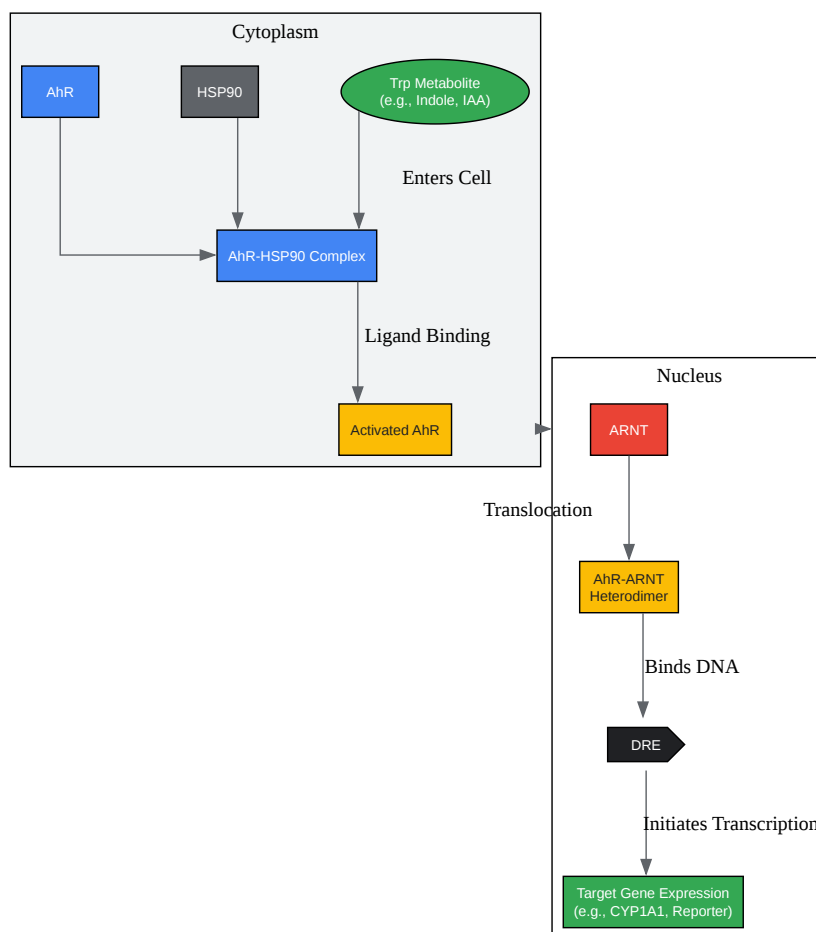 Cytoplasm
AhR
HSP90
Trp Metabolite
(e.g., Indole, IAA)
Enters Cell
AhR-HSP90 Complex
Ligand Binding
Activated AhR
Nucleus
ARNT
Translocation
AhR-ARNT
Heterodimer
Binds DNA
DRE
Initiates Transcription
Target Gene Expression
(e.g., CYP1A1, Reporter)